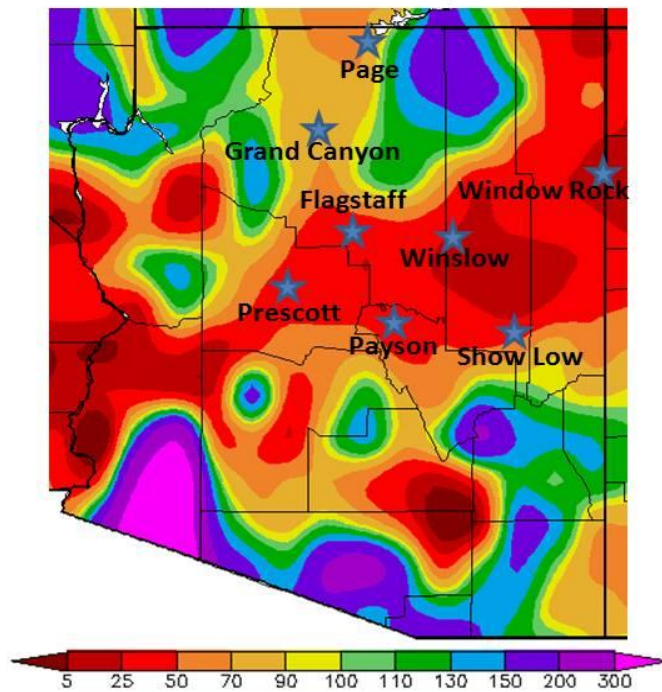 Page
Grand Canyon
Flagstaff
Window Rock
Winslow
Prescott
Payson
Show Low
5 25 50 70 90 100 110 130 150 200 300